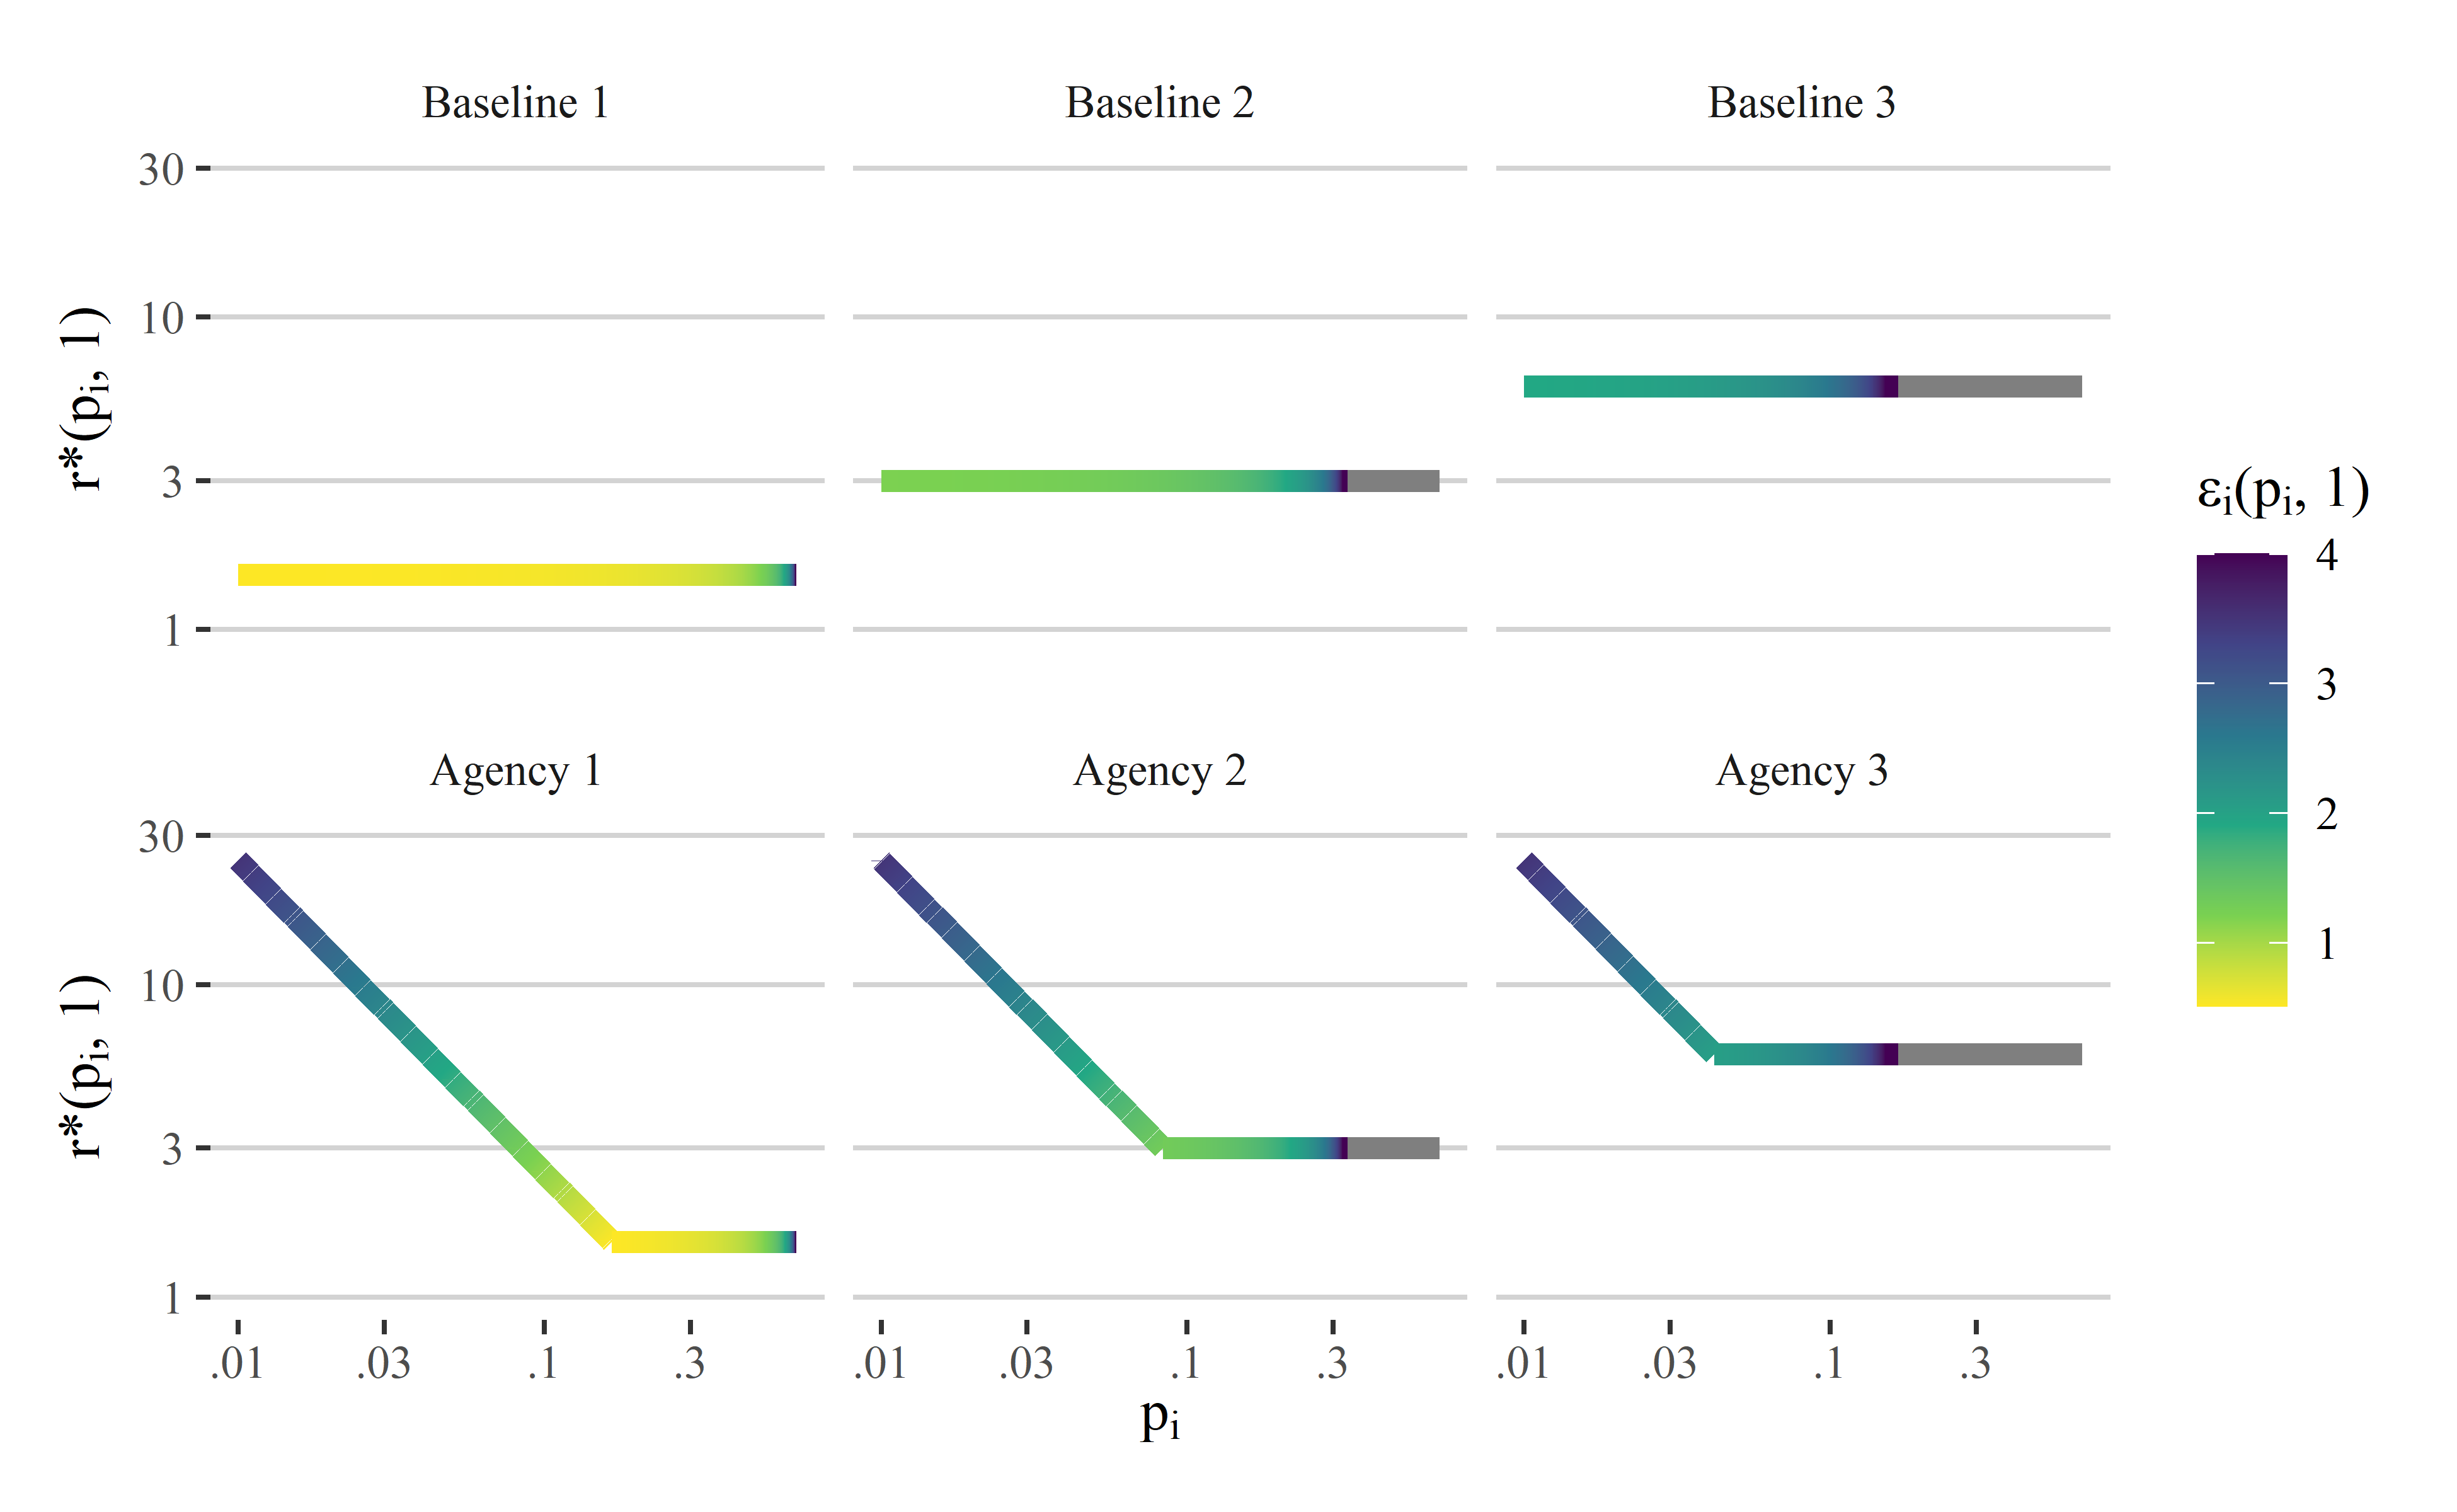 Baseline 1
Baseline 2
Baseline 3
30
10
3
1
r*(pᵢ, 1)
Agency 1
Agency 2
Agency 3
30
10
3
1
r*(pᵢ, 1)
.01 .03 .1 .3
.01 .03 .1 .3
.01 .03 .1 .3
pᵢ
εᵢ(pᵢ, 1)
4
3
2
1